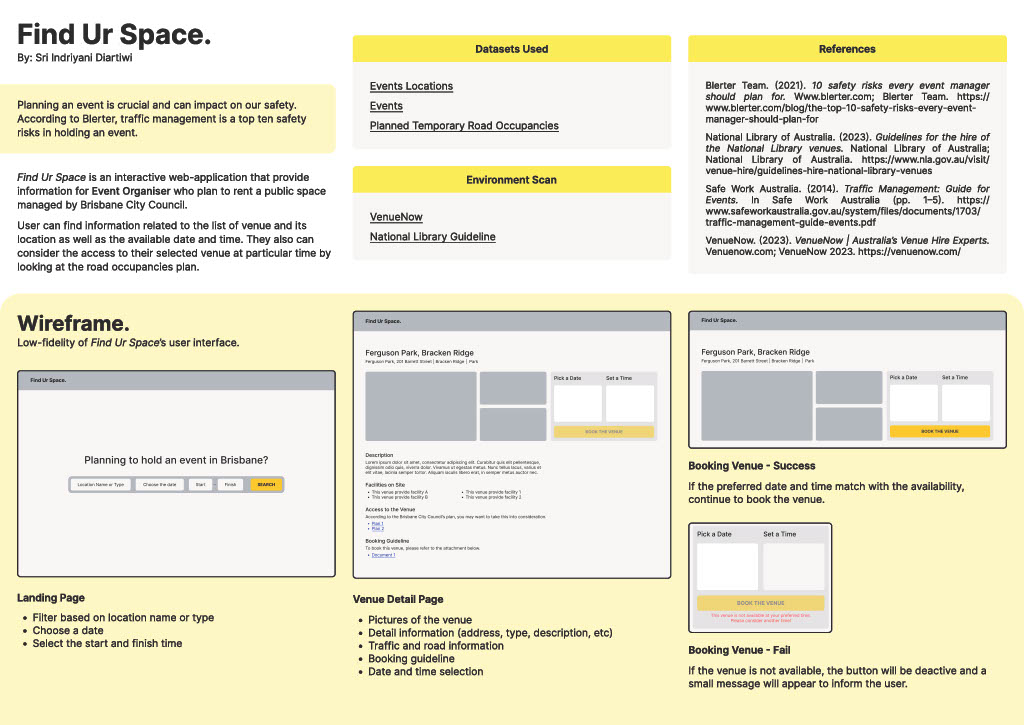 Find Ur Space.
By: Sri Indriyani Diartiwi
Planning an event is crucial and can impact on our safety.
According to Blerter, traffic management is a top ten safety
risks in holding an event.
Find Ur Space is an interactive web-application that provide
information for Event Organiser who plan to rent a public space
managed by Brisbane City Council.
User can find information related to the list of venue and its
location as well as the available date and time. They also can
consider the access to their selected venue at particular time by
looking at the road occupancies plan.
Datasets Used
Events Locations
Events
Planned Temporary Road Occupancies
Environment Scan
VenueNow
National Library Guideline
References
Blerter Team. (2021). 10 safety risks every event manager
should plan for. Www.blerter.com; Blerter Team. https://
www.blerter.com/blog/the-top-10-safety-risks-every-event-
manager-should-plan-for
National Library of Australia. (2023). Guidelines for the hire of
the National Library venues. National Library of Australia;
National Library of Australia. https://www.nla.gov.au/visit/
venue-hire/guidelines-hire-national-library-venues
Safe Work Australia. (2014). Traffic Management: Guide for
Events. In Safe Work Australia (pp. 1–5). https://
www.safeworkaustralia.gov.au/system/files/documents/1703/
traffic-management-guide-events.pdf
VenueNow. (2023). VenueNow | Australia's Venue Hire Experts.
Venuenow.com; VenueNow 2023. https://venuenow.com/
Wireframe.
Low-fidelity of Find Ur Space's user interface.
Find Ur Space.
Planning to hold an event in Brisbane?
Location Name or Type
Choose the date
Start
-
Finish
SEARCH
Landing Page
• Filter based on location name or type
• Choose a date
• Select the start and finish time
Find Ur Space.
Ferguson Park, Bracken Ridge
Ferguson Park, 201 Barrett Street | Bracken Ridge | Park
Pick a Date
Set a Time
BOOK THE VENUE
Description
Lorem ipsum dolor sit amet, consectetur adipiscing elit. Curabitur quis elit pellentesque,
dignissim odio quis, viverra dolor. Vivamus ut egestas metus. Nunc tellus lacus, varius et
elit vitae, lacinia semper tortor. Aliquam iaculis libero erat, in semper metus auctor nec.
Facilities on Site
• This venue provide facility A
• This venue provide facility B
• This venue provide facility 1
• This venue provide facility 2
Access to the Venue
According to the Brisbane City Council's plan, you may want to take this into consideration:
• Plan 1
• Plan 2
Booking Guideline
To book this venue, please refer to the attachment below.
• Document 1
Venue Detail Page
• Pictures of the venue
• Detail information (address, type, description, etc)
• Traffic and road information
• Booking guideline
• Date and time selection
Find Ur Space.
Ferguson Park, Bracken Ridge
Ferguson Park, 201 Barrett Street | Bracken Ridge | Park
Pick a Date
Set a Time
BOOK THE VENUE
Booking Venue - Success
If the preferred date and time match with the availability,
continue to book the venue.
Pick a Date
Set a Time
BOOK THE VENUE
This venue is not available at your preferred time.
Please consider another time!
Booking Venue - Fail
If the venue is not available, the button will be deactive and a
small message will appear to inform the user.